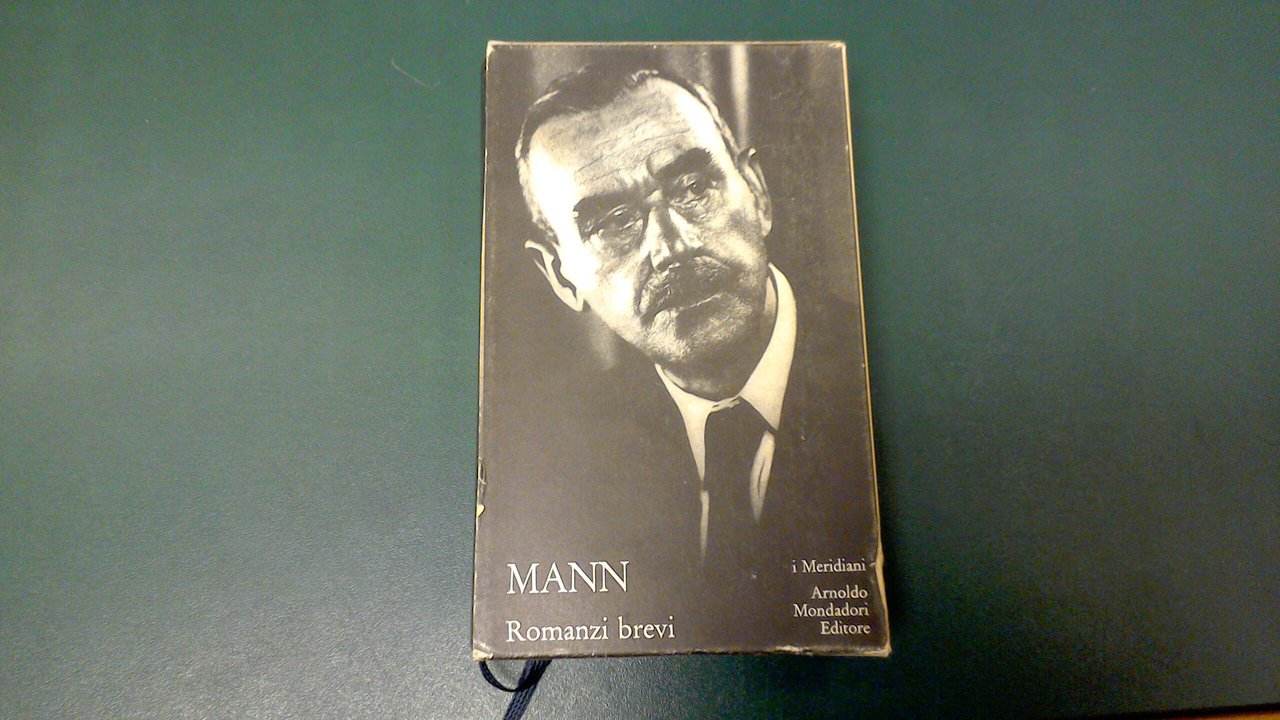 MANN
Romanzi brevi
i Meridiani
Arnoldo
Mondadori
Editore